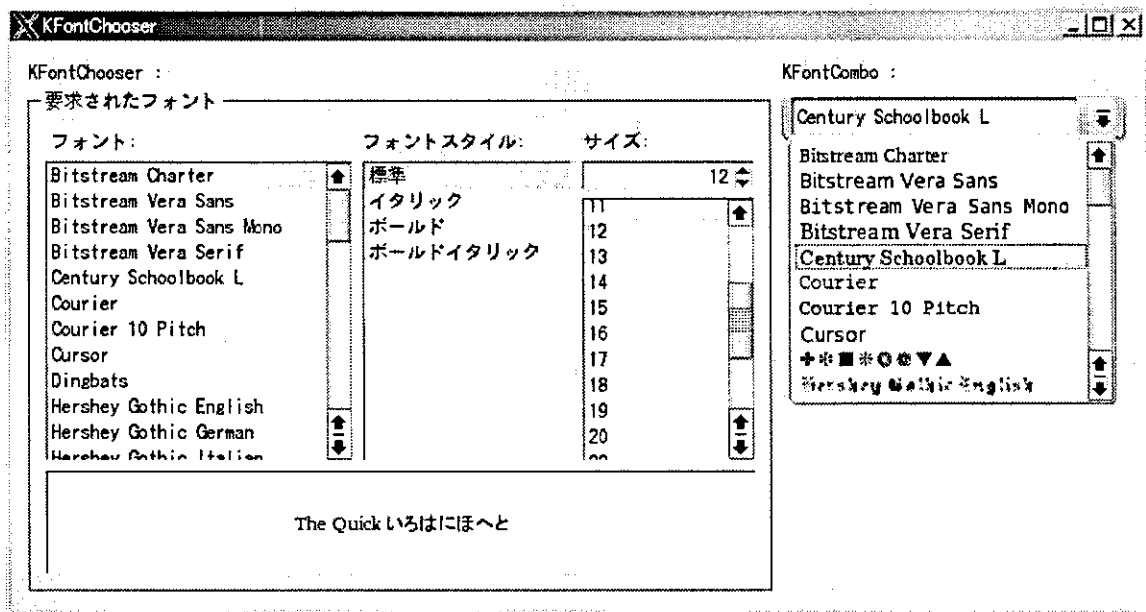 KFontChooser
KFontChooser :
要求されたフォント
フォント:
Bitstream Charter
Bitstream Vera Sans
Bitstream Vera Sans Mono
Bitstream Vera Serif
Century Schoolbook L
Courier
Courier 10 Pitch
Cursor
Dingbats
Hershey Gothic English
Hershey Gothic German
Hershey Gothic Italian
フォントスタイル:
標準
イタリック
ボールド
ボールドイタリック
サイズ:
12
11
12
13
14
15
16
17
18
19
20
The Quick いろはにほへと
KFontCombo :
Century Schoolbook L
Bitstream Charter
Bitstream Vera Sans
Bitstream Vera Sans Mono
Bitstream Vera Serif
Century Schoolbook L
Courier
Courier 10 Pitch
Cursor
Hershey Gothic English